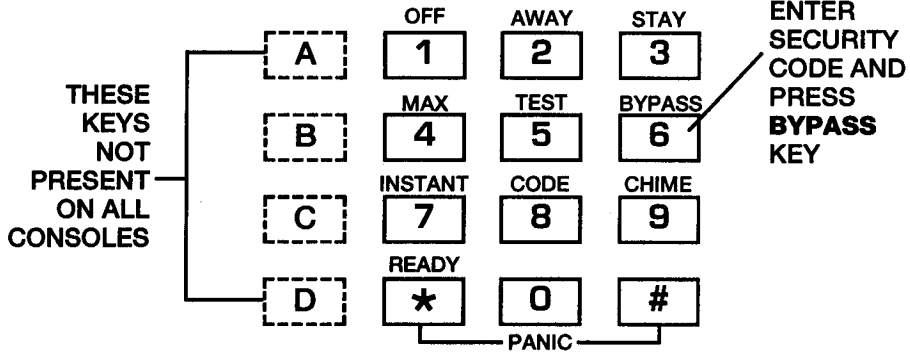 OFF AWAY STAY
A 1 2 3
ENTER
SECURITY
CODE AND
PRESS
BYPASS
KEY
THESE
KEYS
NOT
PRESENT
ON ALL
CONSOLES
MAX TEST BYPASS
B 4 5 6
INSTANT CODE CHIME
C 7 8 9
READY
D * 0 #
PANIC